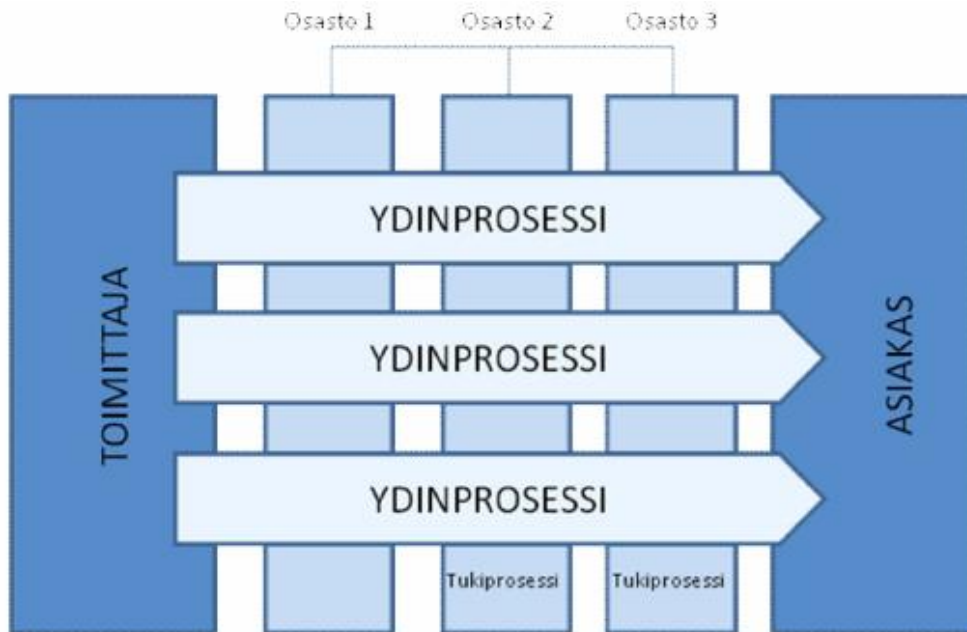 Osasto 1 Osasto 2 Osasto 3
YDINPROSESSI
TOIMITTAJA
YDINPROSESSI
ASIAKAS
YDINPROSESSI
Tukiprosessi Tukiprosessi